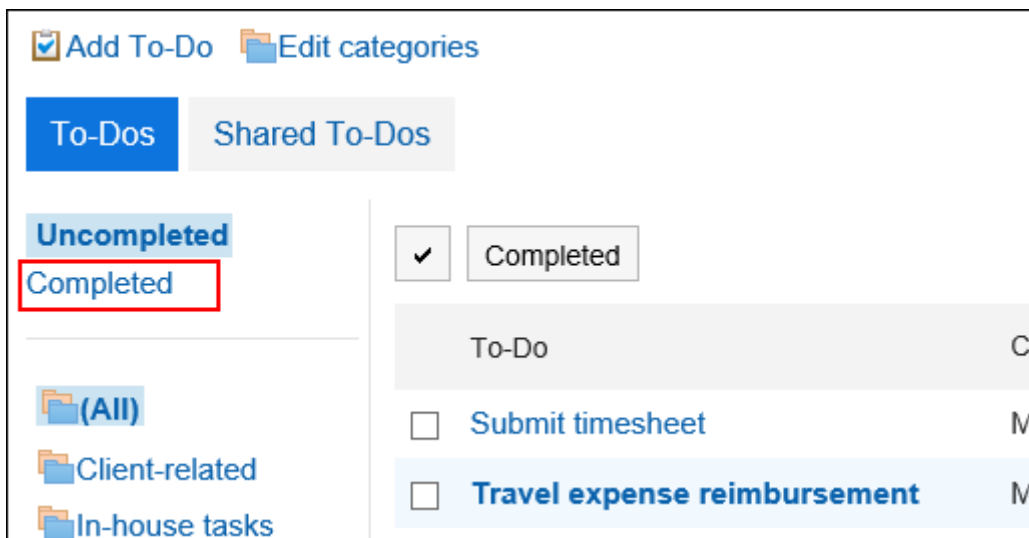 Add To-Do Edit categories
To-Dos Shared To-Dos
Uncompleted
Completed
Completed
To-Do C
(All)
Submit timesheet M
Client-related
Travel expense reimbursement M
In-house tasks